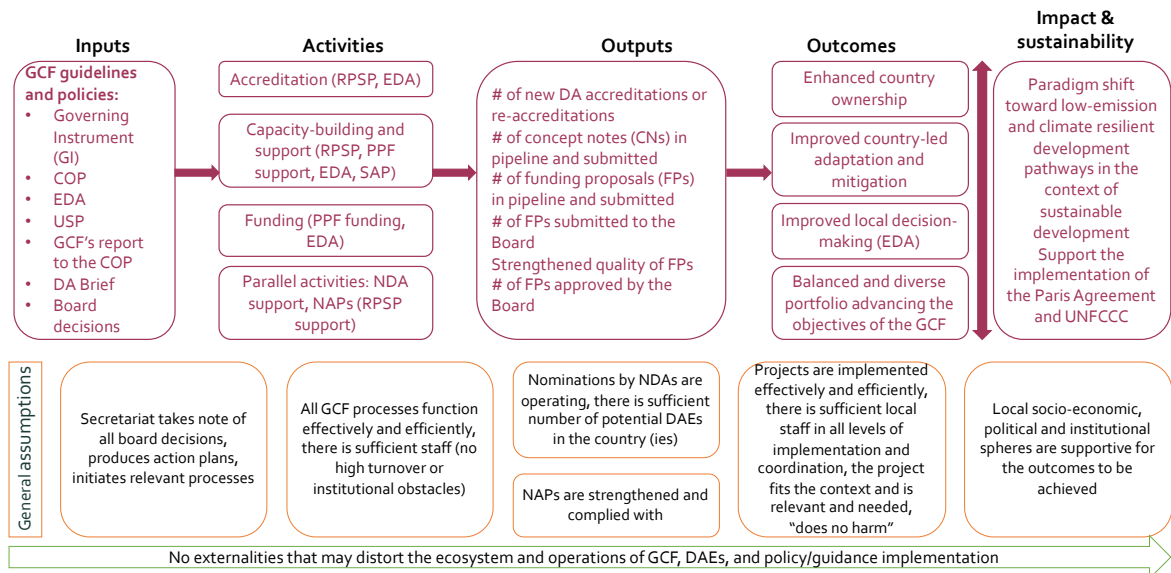 Inputs
GCF guidelines
and policies:
• Governing
Instrument
(GI)
• COP
• EDA
• USP
• GCF's report
to the COP
• DA Brief
• Board
decisions
Activities
Accreditation (RPSP, EDA)
Capacity-building and
support (RPSP, PPF
support, EDA, SAP)
Funding (PPF funding,
EDA)
Parallel activities: NDA
support, NAPs (RPSP
support)
Outputs
# of new DA accreditations or
re-accreditations
# of concept notes (CNs) in
pipeline and submitted
# of funding proposals (FPs)
in pipeline and submitted
# of FPs submitted to the
Board
Strengthened quality of FPs
# of FPs approved by the
Board
Outcomes
Enhanced country
ownership
Improved country-led
adaptation and
mitigation
Improved local decision-
making (EDA)
Balanced and diverse
portfolio advancing the
objectives of the GCF
Impact &
sustainability
Paradigm shift
toward low-emission
and climate resilient
development
pathways in the
context of
sustainable
development
Support the
implementation of
the Paris Agreement
and UNFCCC
General assumptions
Secretariat takes note of
all board decisions,
produces action plans,
initiates relevant processes
All GCF processes function
effectively and efficiently,
there is sufficient staff (no
high turnover or
institutional obstacles)
Nominations by NDAs are
operating, there is sufficient
number of potential DAEs
in the country (ies)
NAPs are strengthened and
complied with
Projects are implemented
effectively and efficiently,
there is sufficient local
staff in all levels of
implementation and
coordination, the project
fits the context and is
relevant and needed,
"does no harm"
Local socio-economic,
political and institutional
spheres are supportive for
the outcomes to be
achieved
No externalities that may distort the ecosystem and operations of GCF, DAEs, and policy/guidance implementation